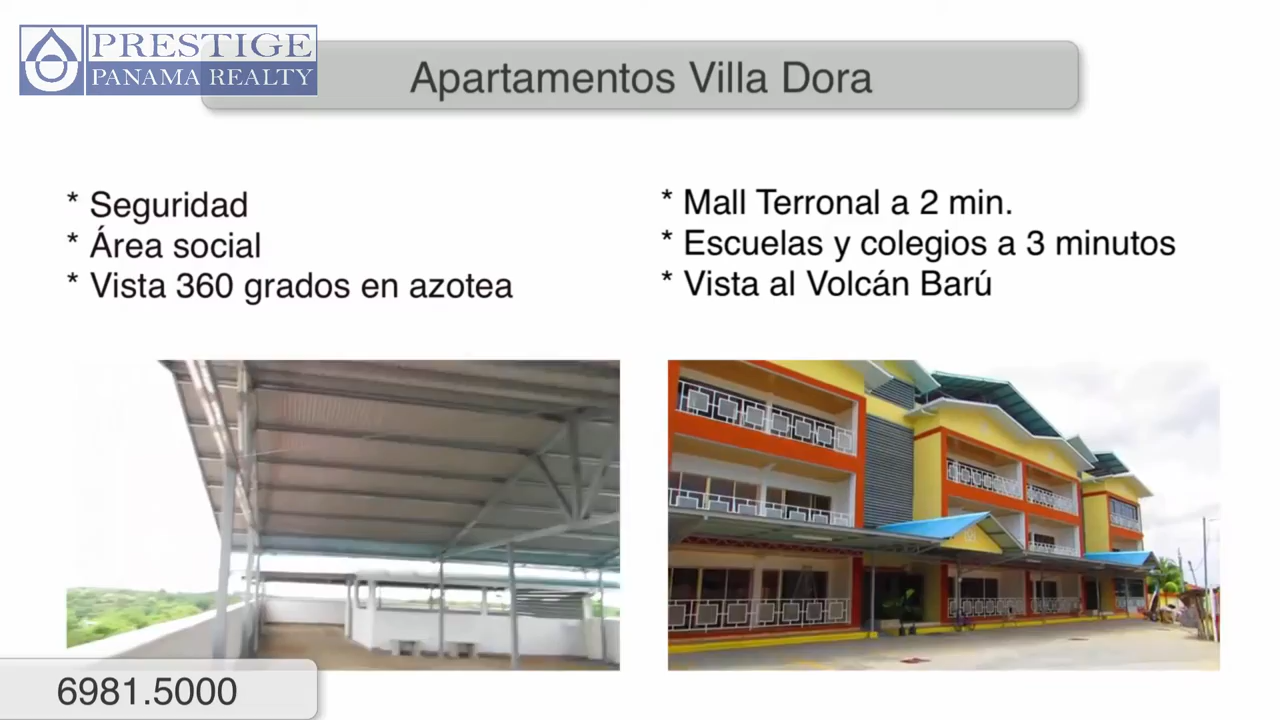 PRESTIGE
PANAMA REALTY
Apartamentos Villa Dora
* Seguridad
* Área social
* Vista 360 grados en azotea
* Mall Terronal a 2 min.
* Escuelas y colegios a 3 minutos
* Vista al Volcán Barú
6981.5000